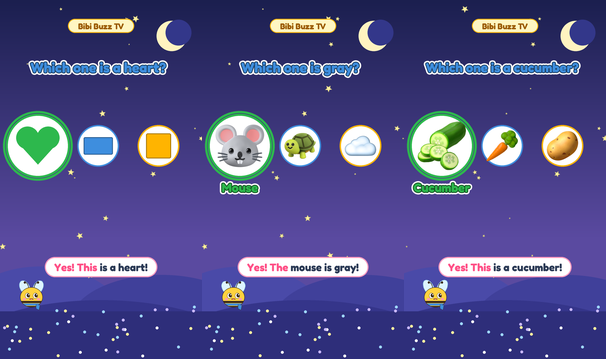 Bibi Buzz TV
Which one is a heart?
Yes! This is a heart!
Bibi Buzz TV
Which one is gray?
Mouse
Yes! The mouse is gray!
Bibi Buzz TV
Which one is a cucumber?
Cucumber
Yes! This is a cucumber!